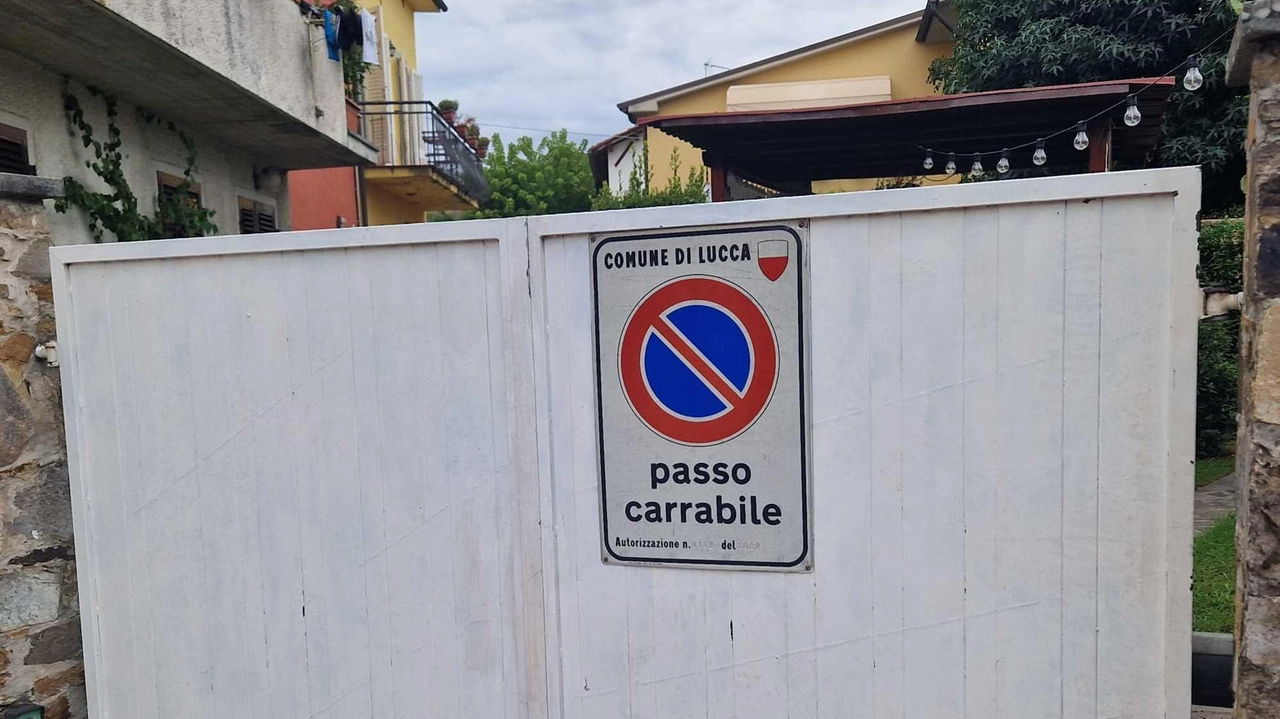 COMUNE DI LUCCA
passo
carrabile
Autorizzazione n. del